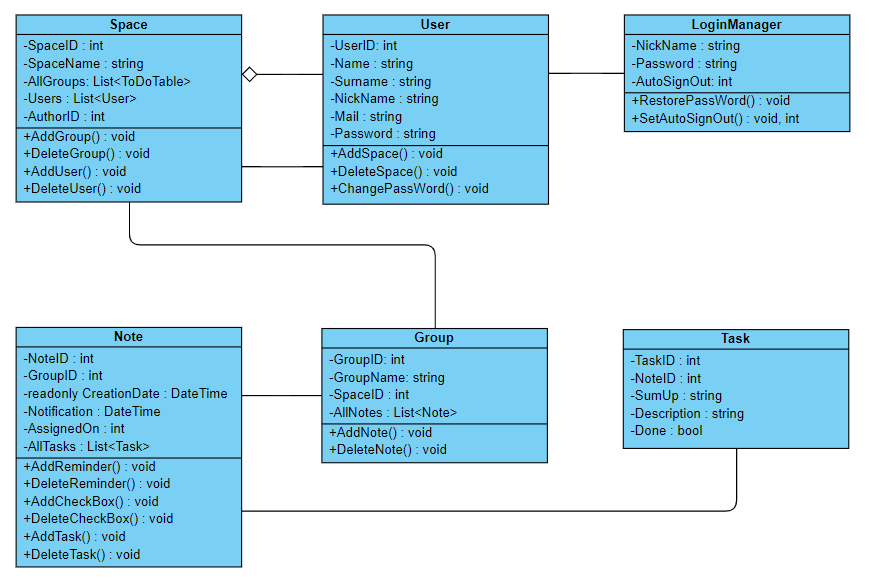 Space
-SpaceID : int
-SpaceName : string
-AllGroups: List<ToDoTable>
-Users : List<User>
-AuthorID : int
+AddGroup() : void
+DeleteGroup() : void
+AddUser() : void
+DeleteUser() : void
User
-UserID: int
-Name : string
-Surname : string
-NickName : string
-Mail : string
-Password : string
+AddSpace() : void
+DeleteSpace() : void
+ChangePassWord() : void
LoginManager
-NickName : string
-Password : string
-AutoSignOut: int
+RestorePassWord() : void
+SetAutoSignOut() : void, int
Note
-NoteID : int
-GroupID : int
-readonly CreationDate : DateTime
-Notification : DateTime
-AssignedOn : int
-AllTasks : List<Task>
+AddReminder() : void
+DeleteReminder() : void
+AddCheckBox() : void
+DeleteCheckBox() : void
+AddTask() : void
+DeleteTask() : void
Group
-GroupID: int
-GroupName: string
-SpaceID : int
-AllNotes : List<Note>
+AddNote() : void
+DeleteNote() : void
Task
-TaskID : int
-NoteID : int
-SumUp : string
-Description : string
-Done : bool